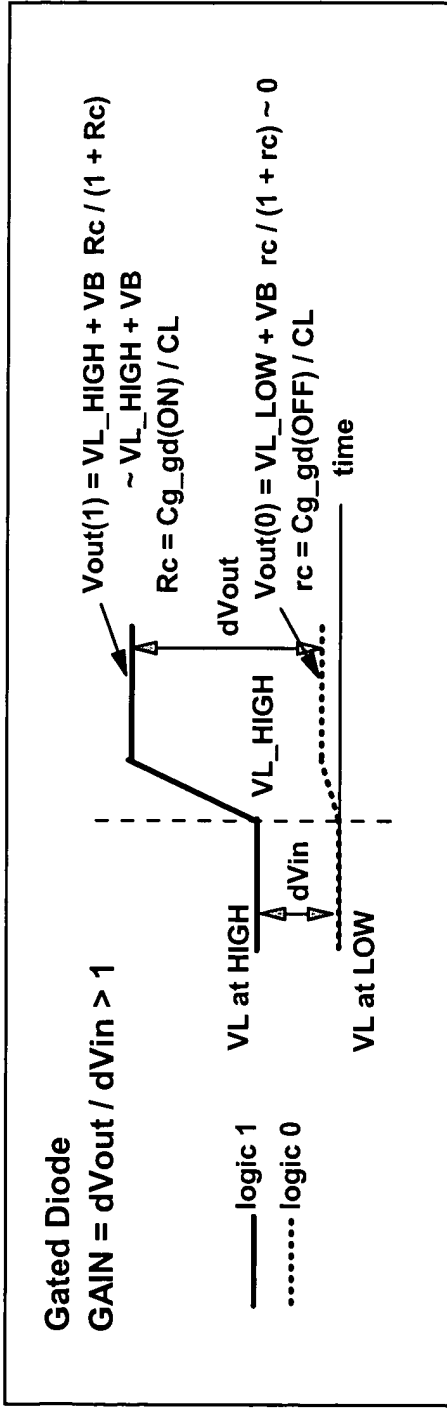 Gated Diode
GAIN = dVout / dVin > 1
logic 1
logic 0
VL at HIGH
dVin
VL at LOW
VL_HIGH
dVout
Vout(1) = VL_HIGH + VB Rc / (1 + Rc)
~ VL_HIGH + VB
Rc = Cg_gd(ON) / CL
Vout(0) = VL_LOW + VB rc / (1 + rc) ~ 0
rc = Cg_gd(OFF) / CL
time